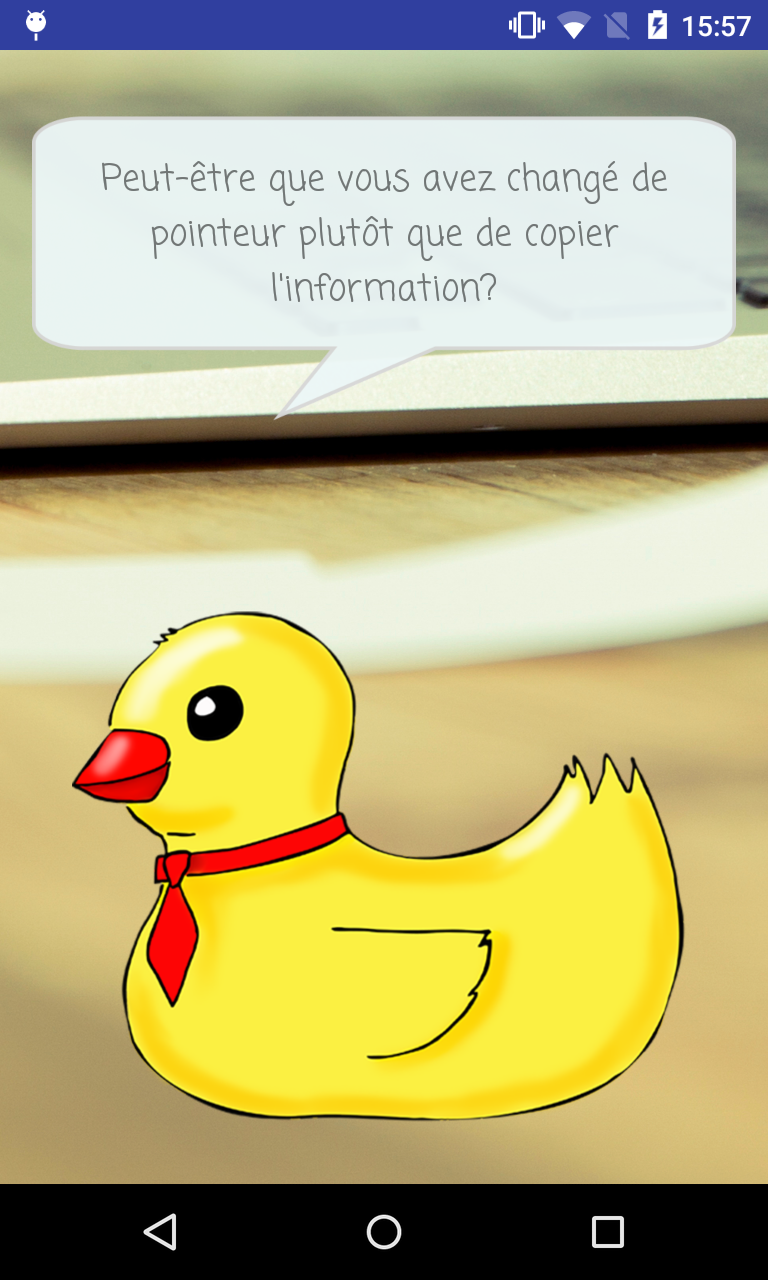 15:57
Peut-être que vous avez changé de
pointeur plutôt que de copier
l'information?